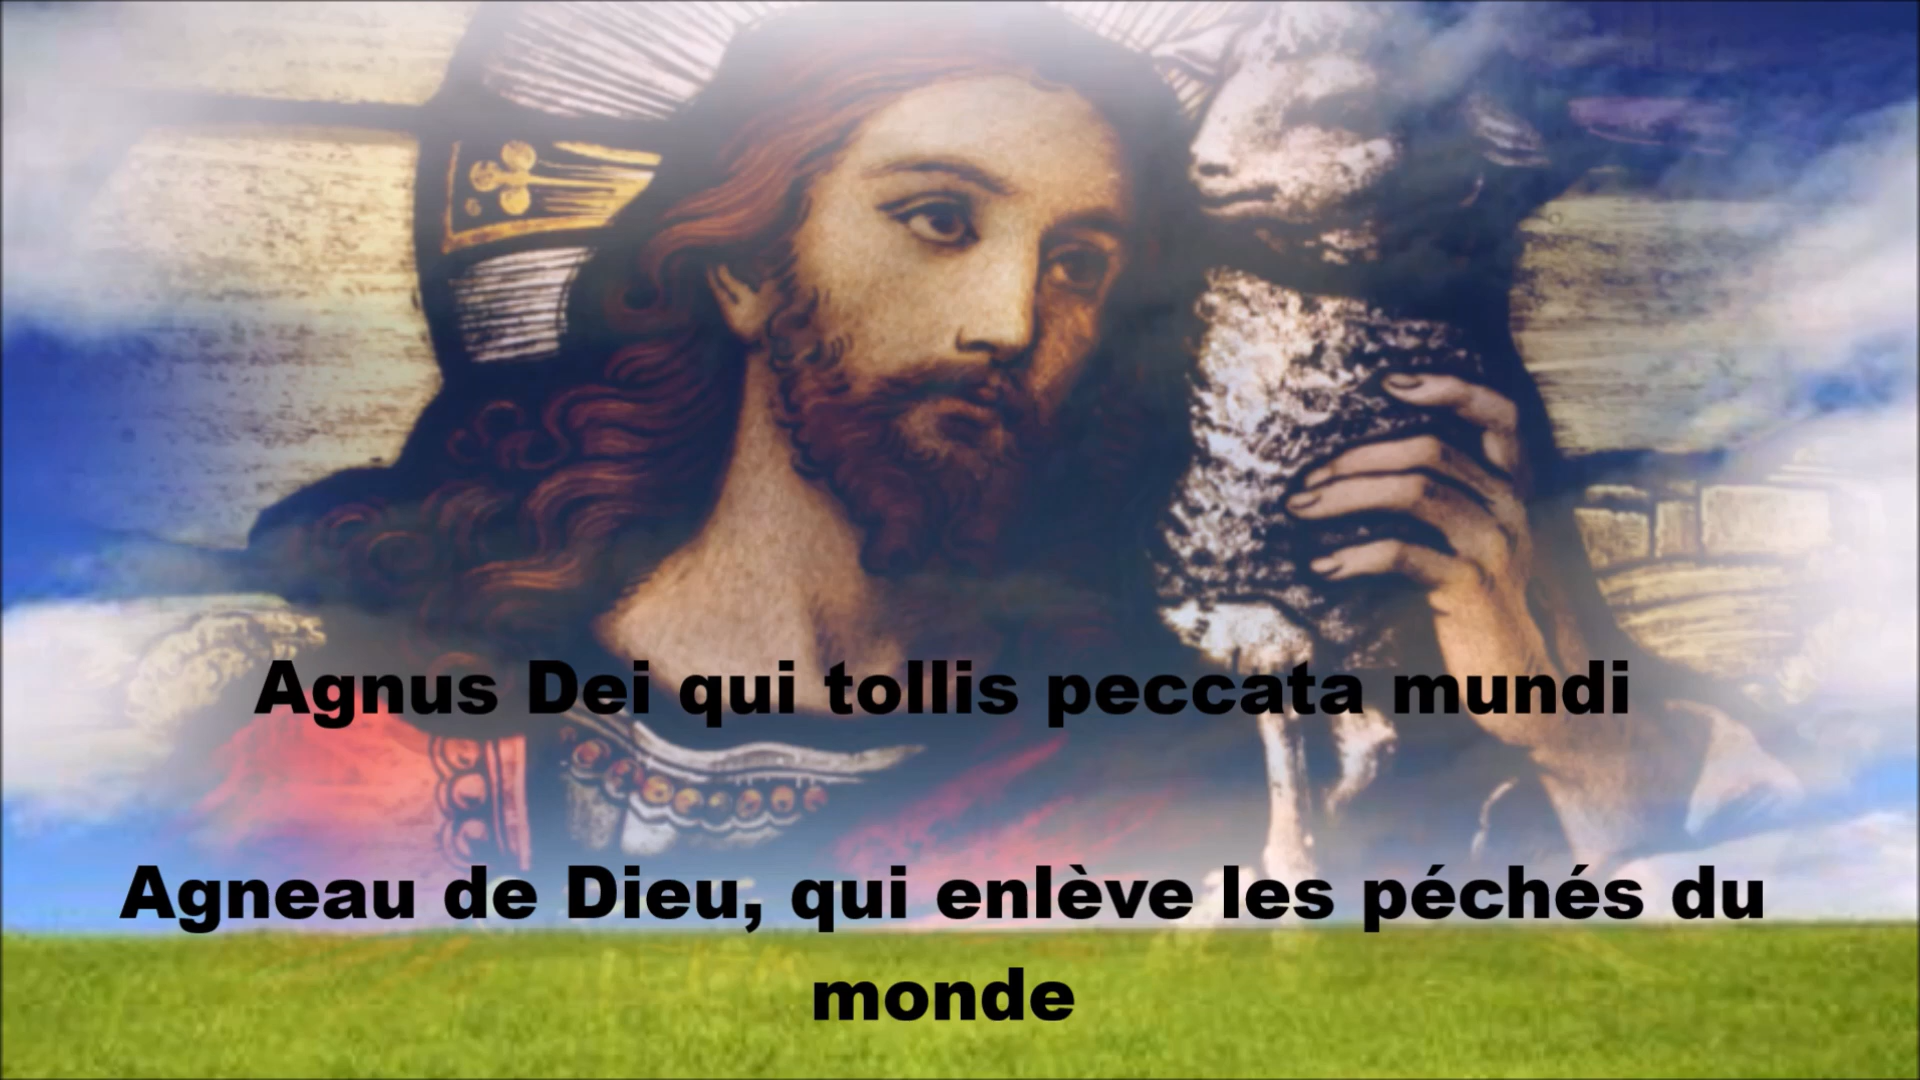 Agnus Dei qui tollis peccata mundi
Agneau de Dieu, qui enlève les péchés du
monde